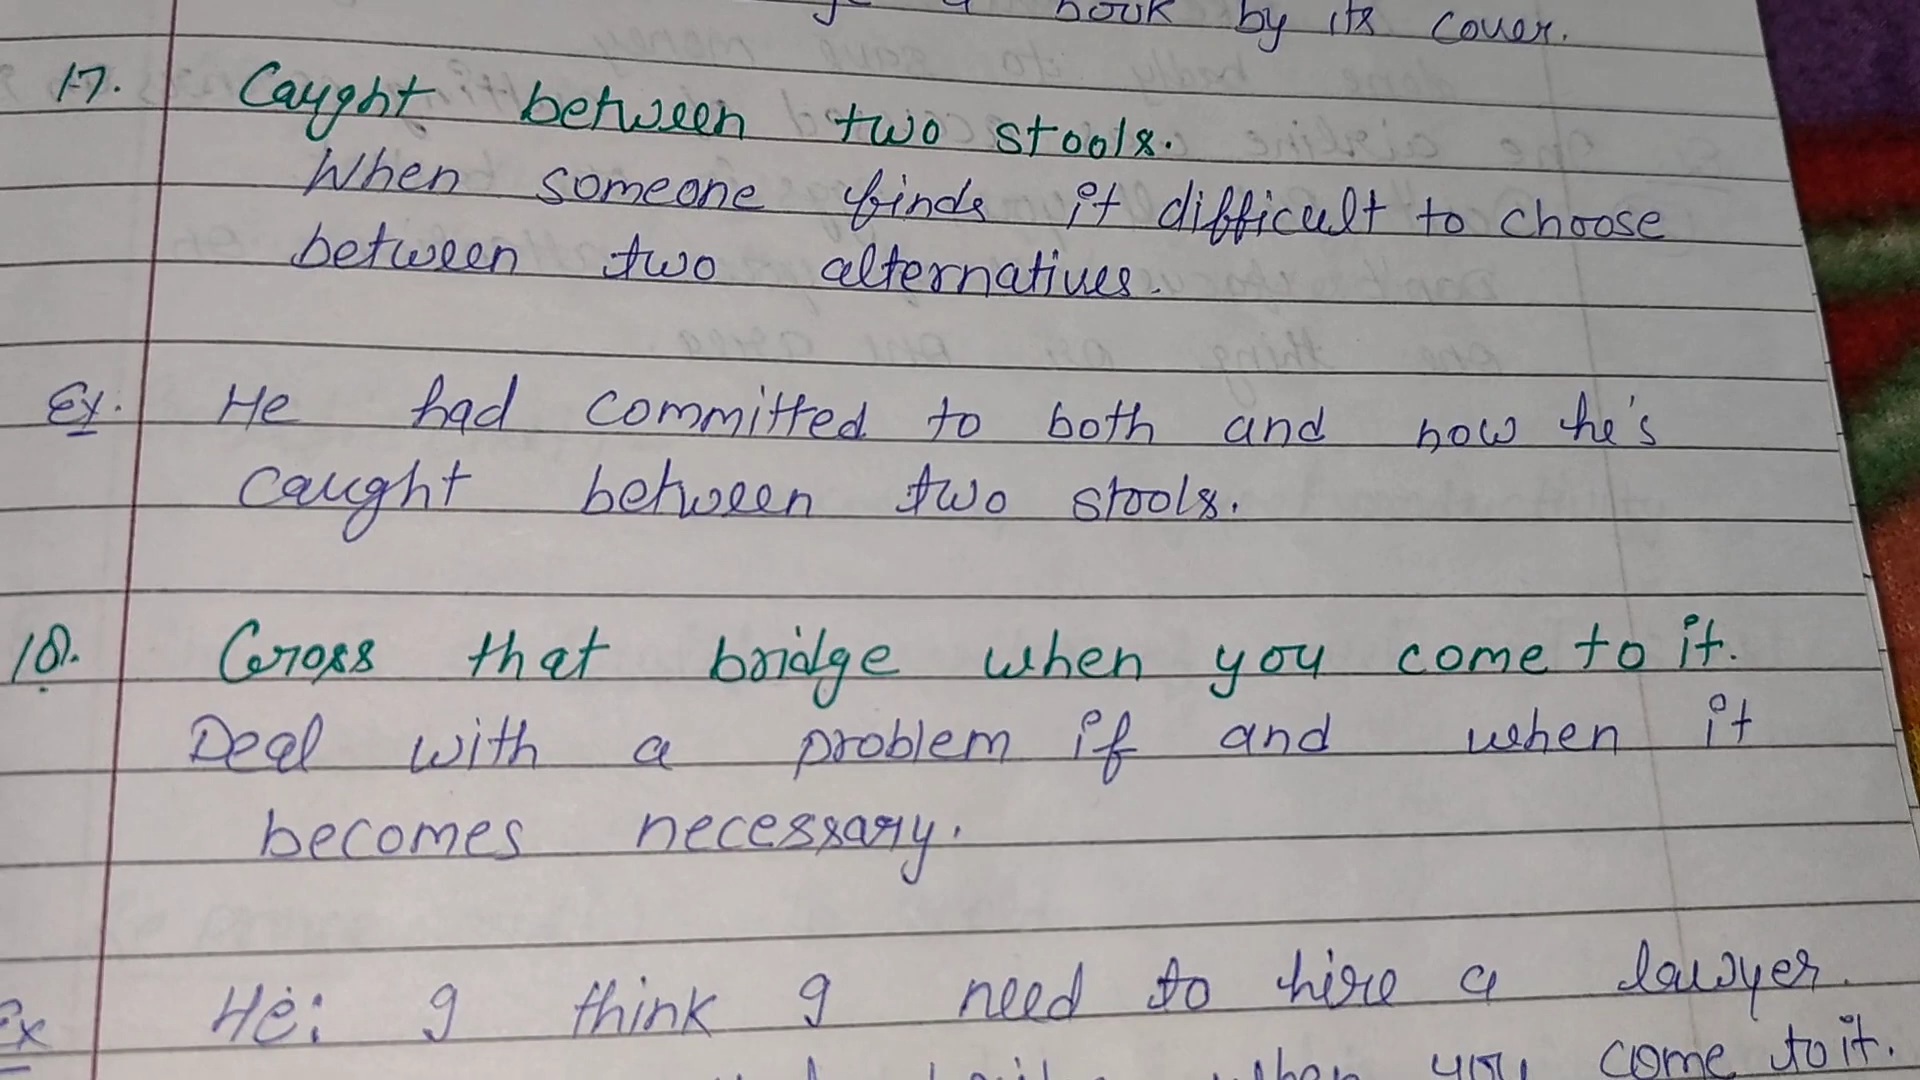 book by its cover.
17. Caught between two stools.
When someone finds it difficult to choose
between two alternatives.
Ex. He had committed to both and now he's
caught between two stools.
18. Cross that bridge when you come to it.
Deal with a problem if and when it
becomes necessary.
Ex He: I think I need to hire a lawyer.
when you come to it.